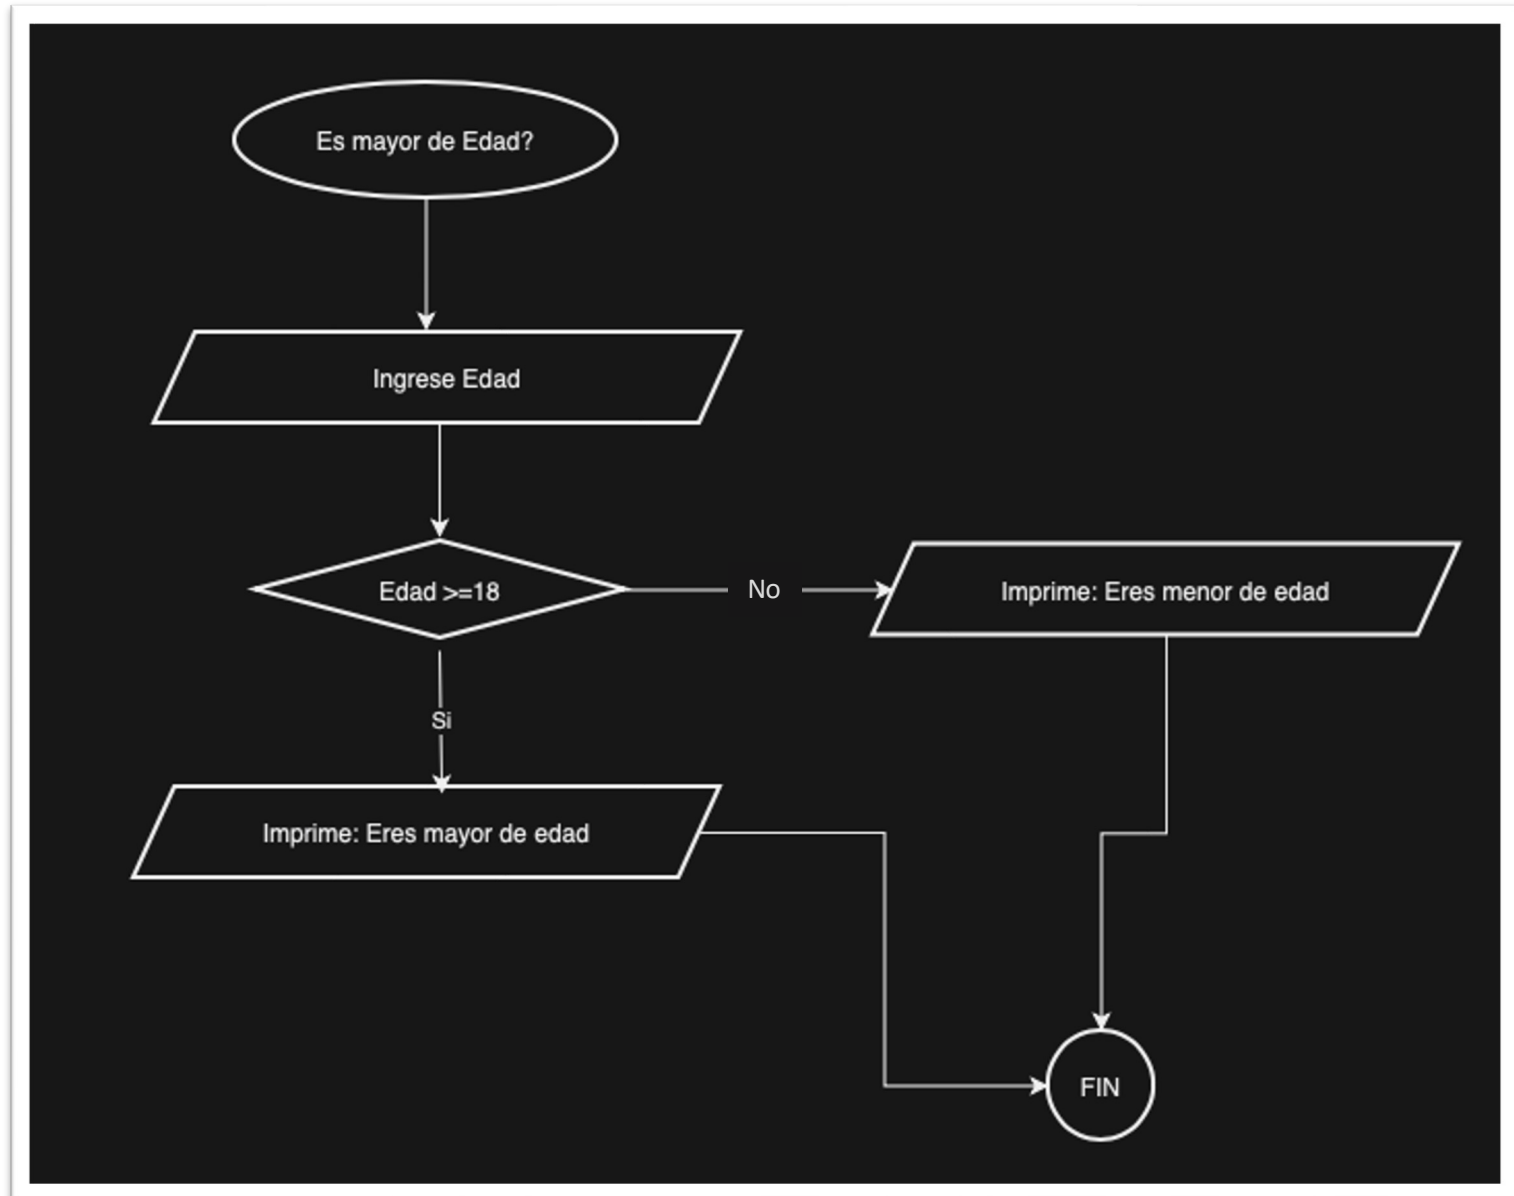 Es mayor de Edad?
Ingrese Edad
Edad >=18
No
Imprime: Eres menor de edad
Si
Imprime: Eres mayor de edad
FIN